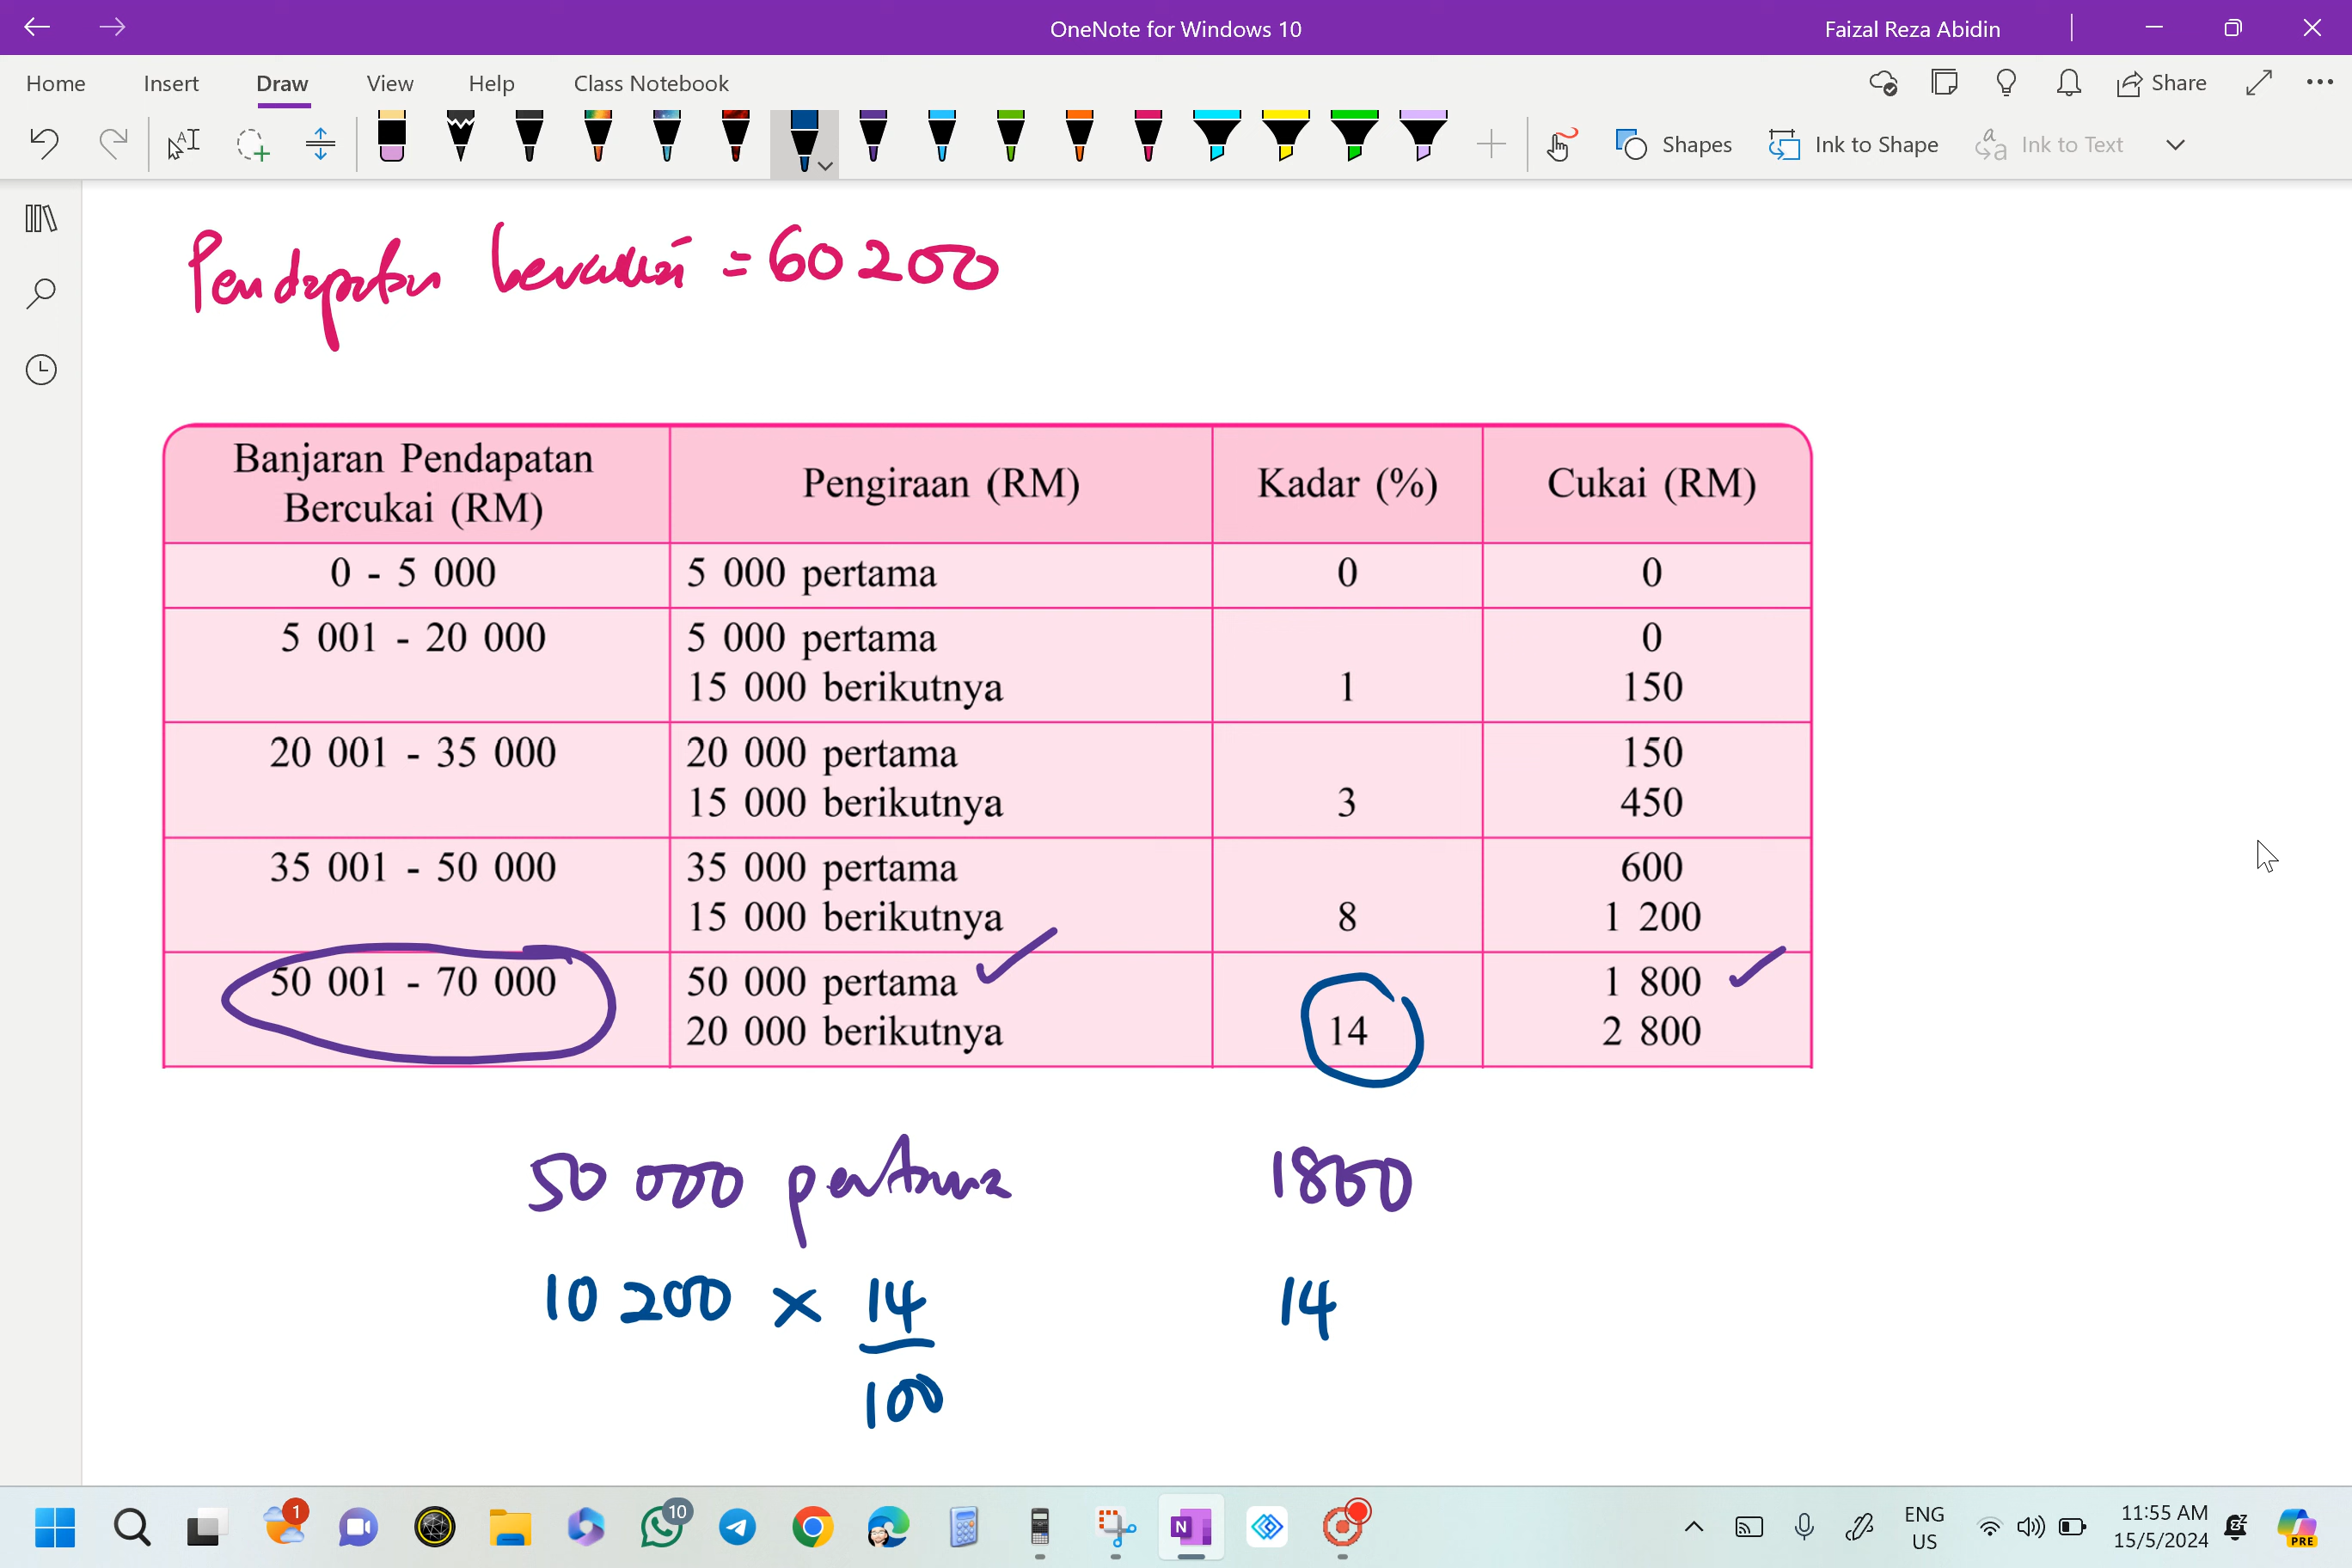 OneNote for Windows 10
Faizal Reza Abidin
Home Insert Draw View Help Class Notebook
Share
Shapes Ink to Shape Ink to Text
Pendapatan bercukai = 60 200
Banjaran Pendapatan Bercukai (RM) Pengiraan (RM) Kadar (%) Cukai (RM)
0 - 5 000 5 000 pertama 0 0
5 001 - 20 000 5 000 pertama 0
15 000 berikutnya 1 150
20 001 - 35 000 20 000 pertama 150
15 000 berikutnya 3 450
35 001 - 50 000 35 000 pertama 600
15 000 berikutnya 8 1 200
50 001 - 70 000 50 000 pertama 1 800
20 000 berikutnya 14 2 800
50 000 pertama 1800
10 200 × 14 14
100
1
10
ENG
US
11:55 AM
15/5/2024
PRE